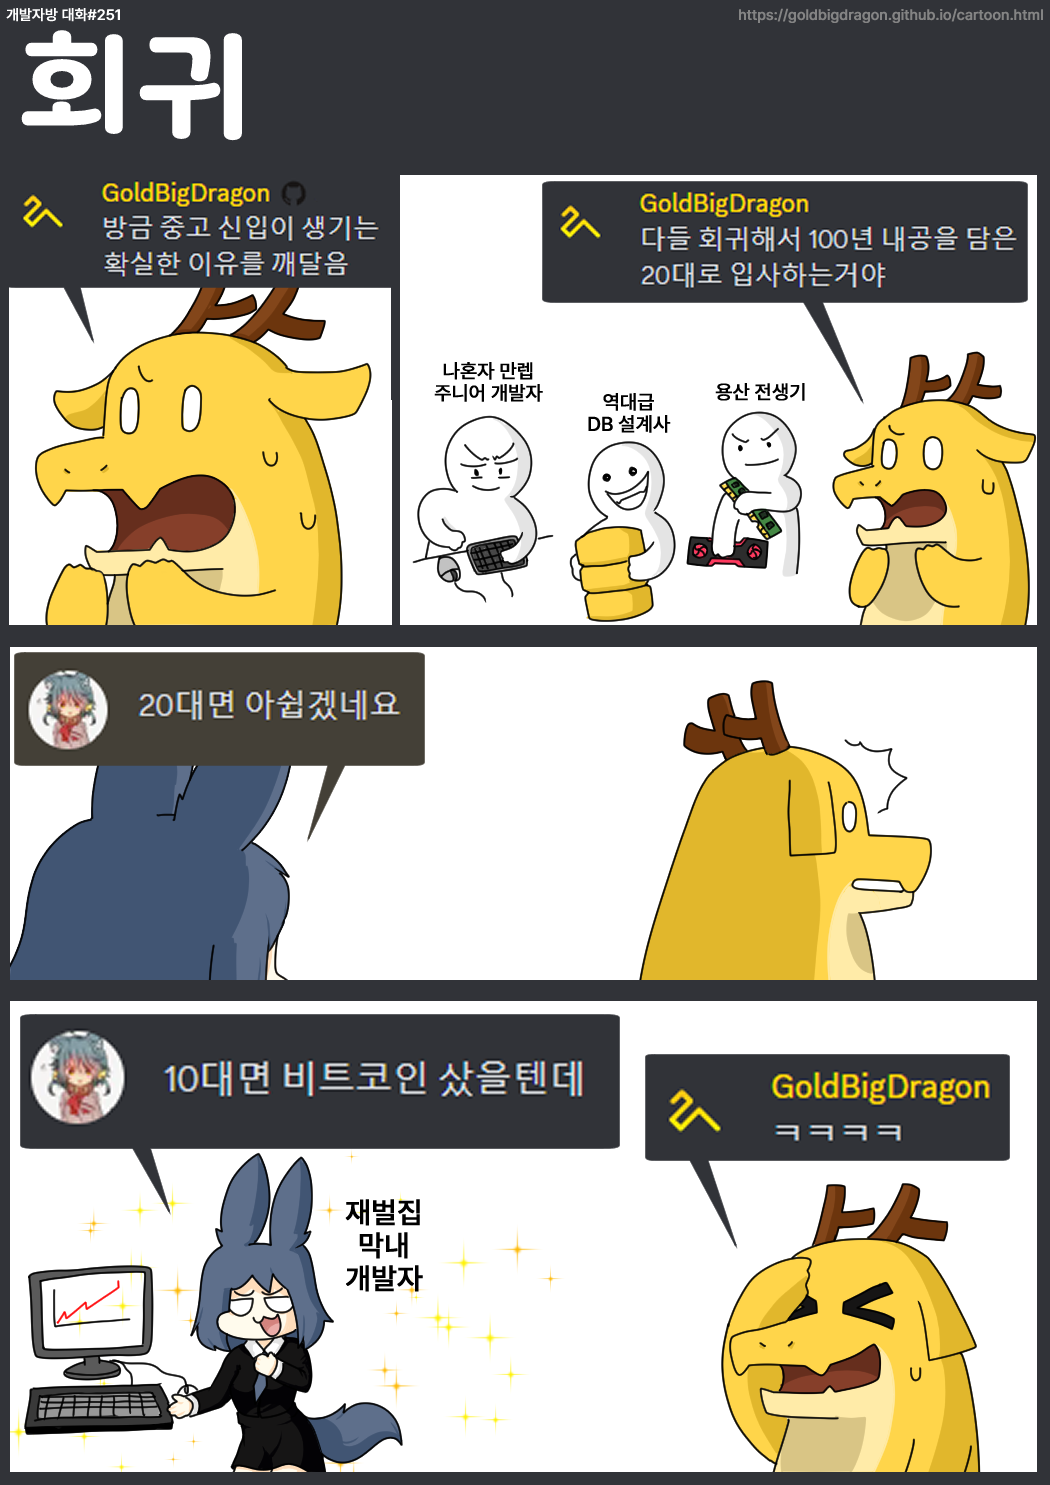 개발자방 대화#251
https://goldbigdragon.github.io/cartoon.html
회귀
GoldBigDragon
방금 중고 신입이 생기는
확실한 이유를 깨달음
GoldBigDragon
다들 회귀해서 100년 내공을 담은
20대로 입사하는거야
나혼자 만렙
주니어 개발자
역대급
DB 설계사
용산 전생기
20대면 아쉽겠네요
10대면 비트코인 샀을텐데
GoldBigDragon
ㅋㅋㅋㅋ
재벌집
막내
개발자